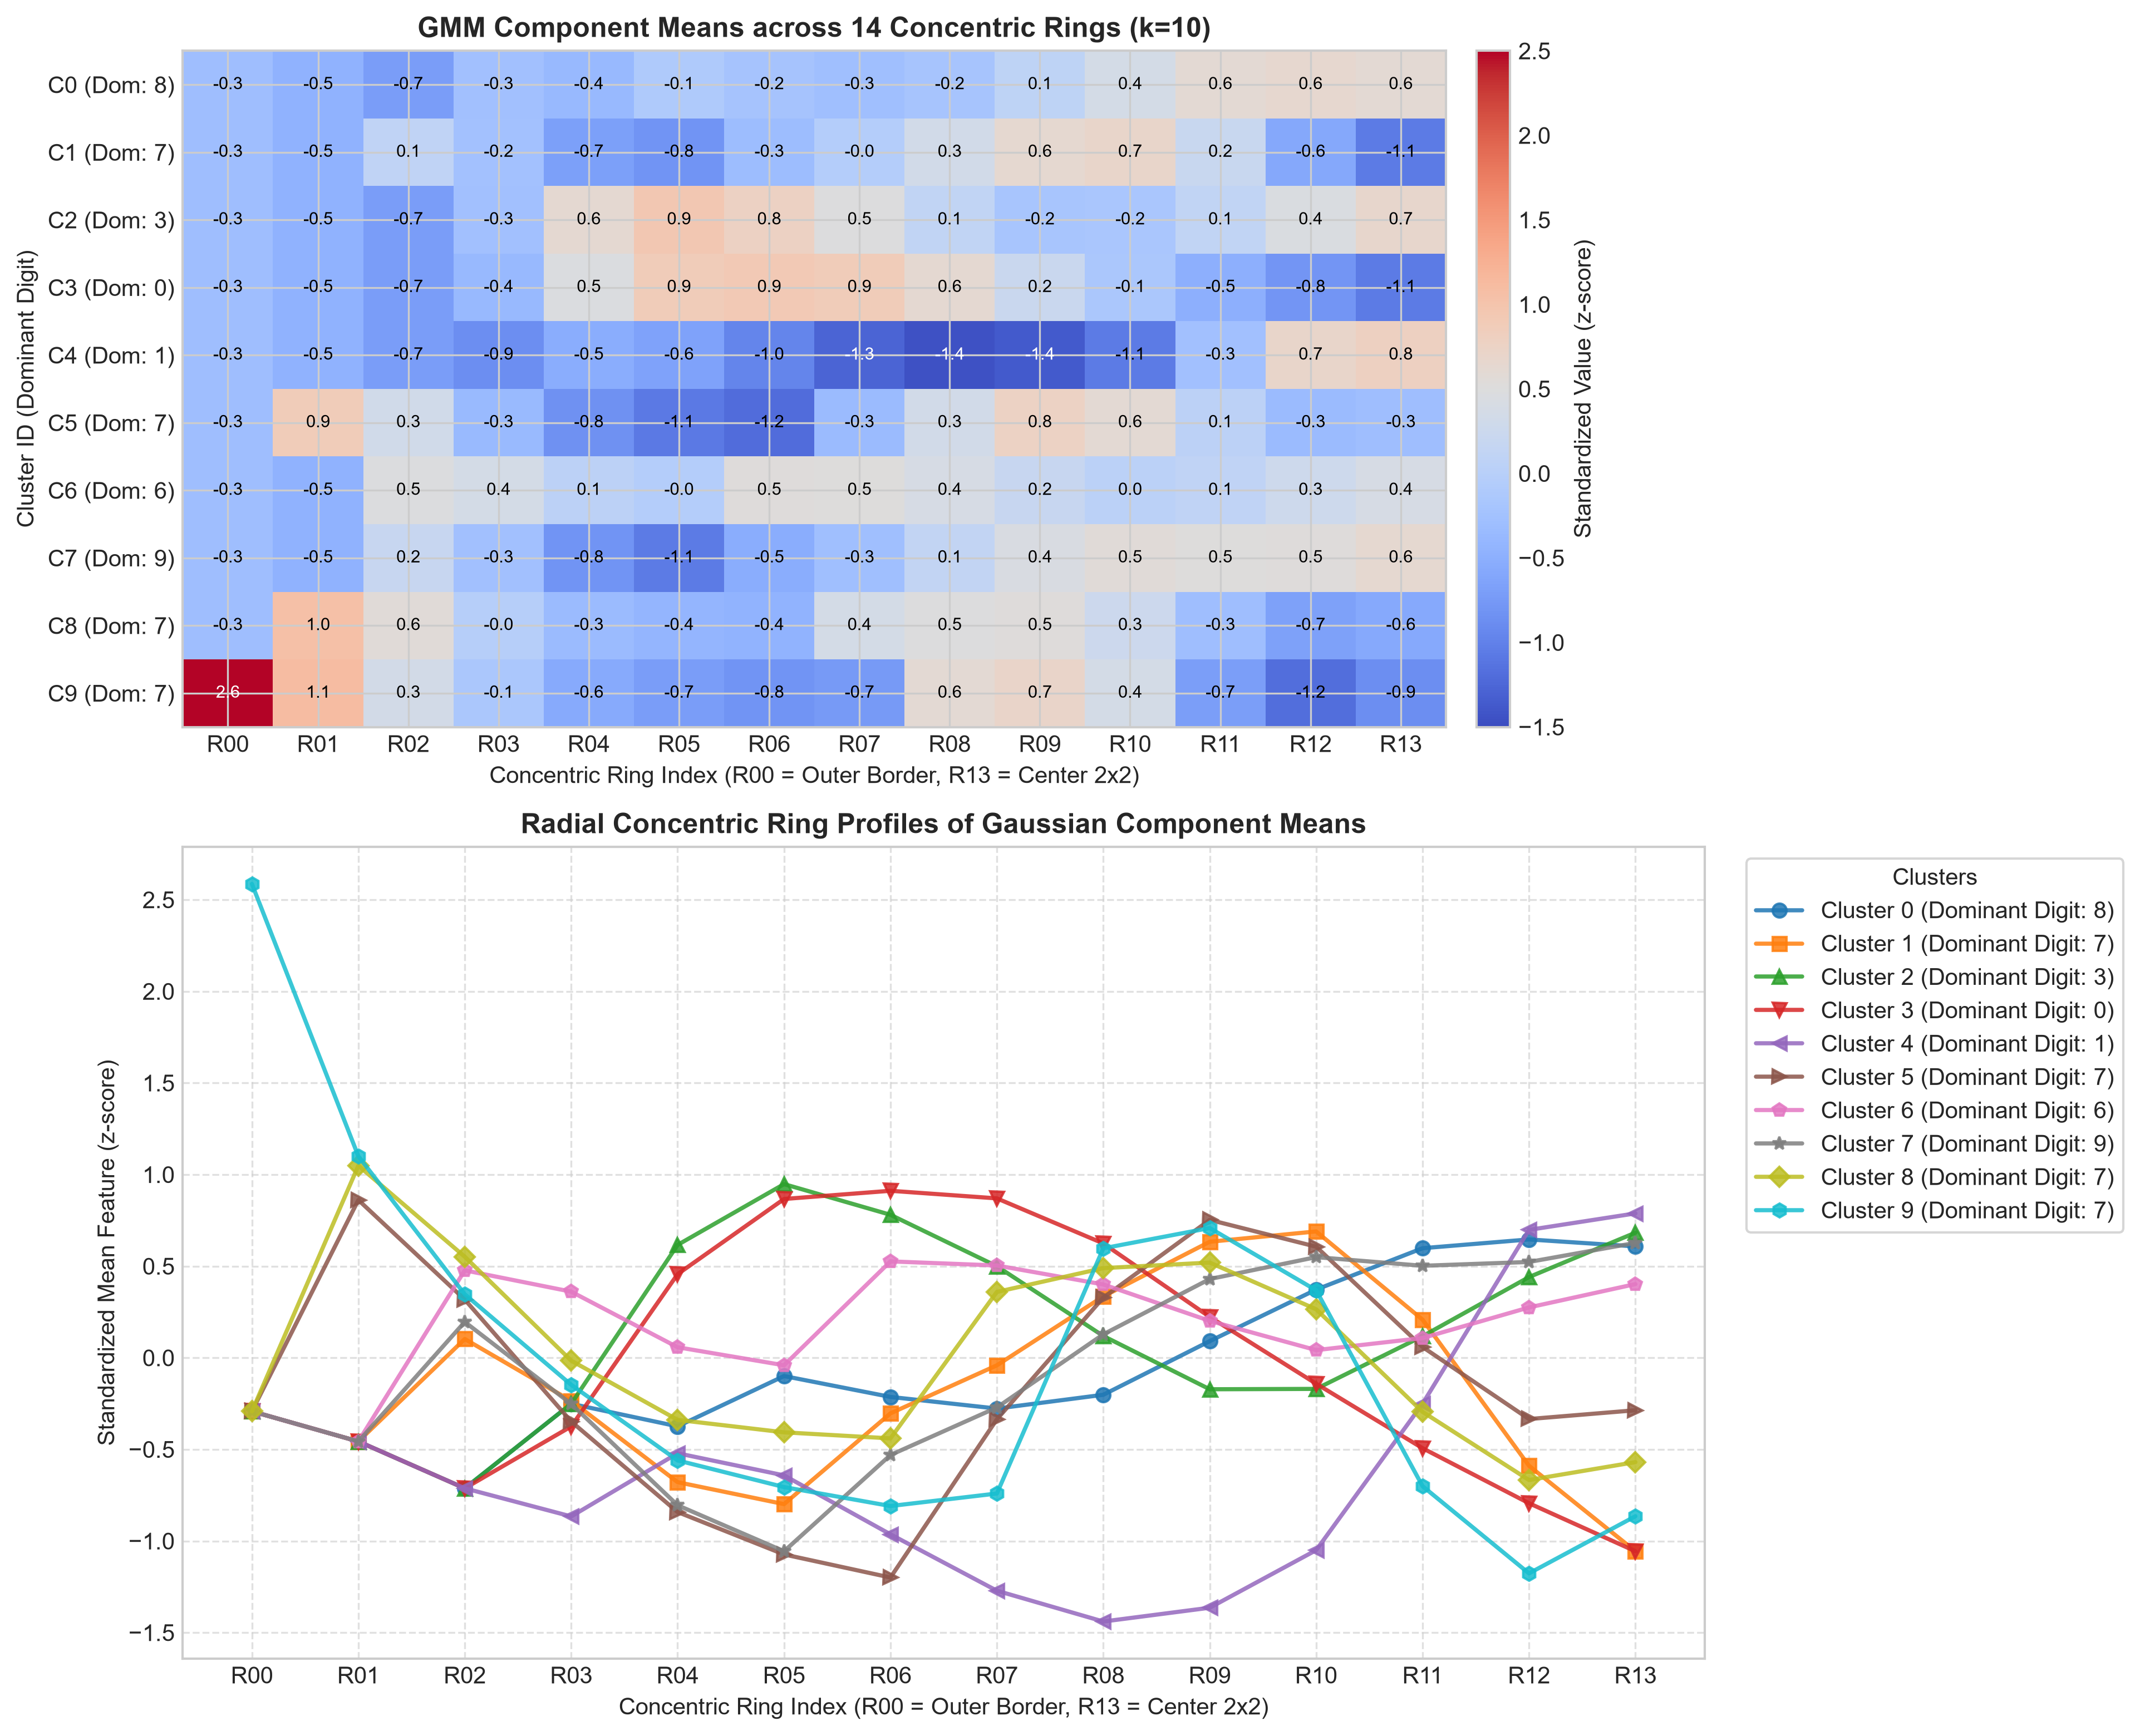 GMM Component Means across 14 Concentric Rings (k=10)
Cluster ID (Dominant Digit)
C0 (Dom: 8) -0.3 -0.5 -0.7 -0.3 -0.4 -0.1 -0.2 -0.3 -0.2 0.1 0.4 0.6 0.6 0.6
C1 (Dom: 7) -0.3 -0.5 0.1 -0.2 -0.7 -0.8 -0.3 -0.0 0.3 0.6 0.7 0.2 -0.6 -1.1
C2 (Dom: 3) -0.3 -0.5 -0.7 -0.3 0.6 0.9 0.8 0.5 0.1 -0.2 -0.2 0.1 0.4 0.7
C3 (Dom: 0) -0.3 -0.5 -0.7 -0.4 0.5 0.9 0.9 0.9 0.6 0.2 -0.1 -0.5 -0.8 -1.1
C4 (Dom: 1) -0.3 -0.5 -0.7 -0.9 -0.5 -0.6 -1.0 -1.3 -1.4 -1.4 -1.1 -0.3 0.7 0.8
C5 (Dom: 7) -0.3 0.9 0.3 -0.3 -0.8 -1.1 -1.2 -0.3 0.3 0.8 0.6 0.1 -0.3 -0.3
C6 (Dom: 6) -0.3 -0.5 0.5 0.4 0.1 -0.0 0.5 0.5 0.4 0.2 0.0 0.1 0.3 0.4
C7 (Dom: 9) -0.3 -0.5 0.2 -0.3 -0.8 -1.1 -0.5 -0.3 0.1 0.4 0.5 0.5 0.5 0.6
C8 (Dom: 7) -0.3 1.0 0.6 -0.0 -0.3 -0.4 -0.4 0.4 0.5 0.5 0.3 -0.3 -0.7 -0.6
C9 (Dom: 7) 2.6 1.1 0.3 -0.1 -0.6 -0.7 -0.8 -0.7 0.6 0.7 0.4 -0.7 -1.2 -0.9
R00 R01 R02 R03 R04 R05 R06 R07 R08 R09 R10 R11 R12 R13
Concentric Ring Index (R00 = Outer Border, R13 = Center 2x2)
2.5
2.0
1.5
1.0
0.5
0.0
−0.5
−1.0
−1.5
Standardized Value (z-score)
Radial Concentric Ring Profiles of Gaussian Component Means
Standardized Mean Feature (z-score)
2.5
2.0
1.5
1.0
0.5
0.0
−0.5
−1.0
−1.5
R00 R01 R02 R03 R04 R05 R06 R07 R08 R09 R10 R11 R12 R13
Concentric Ring Index (R00 = Outer Border, R13 = Center 2x2)
Clusters
Cluster 0 (Dominant Digit: 8)
Cluster 1 (Dominant Digit: 7)
Cluster 2 (Dominant Digit: 3)
Cluster 3 (Dominant Digit: 0)
Cluster 4 (Dominant Digit: 1)
Cluster 5 (Dominant Digit: 7)
Cluster 6 (Dominant Digit: 6)
Cluster 7 (Dominant Digit: 9)
Cluster 8 (Dominant Digit: 7)
Cluster 9 (Dominant Digit: 7)